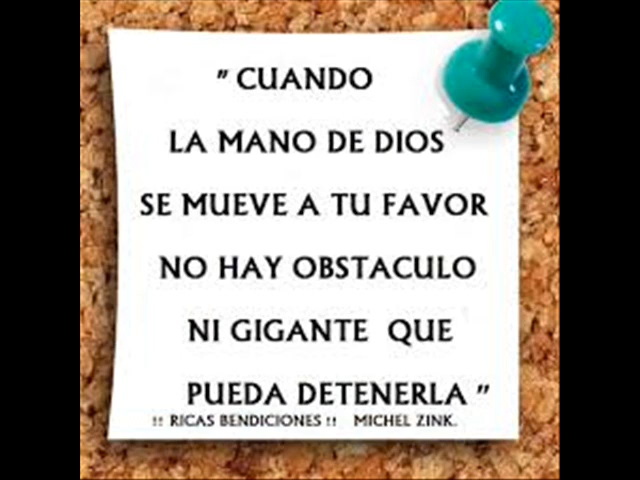 " CUANDO
LA MANO DE DIOS
SE MUEVE A TU FAVOR
NO HAY OBSTACULO
NI GIGANTE QUE
PUEDA DETENERLA "
!! RICAS BENDICIONES !! MICHEL ZINK.